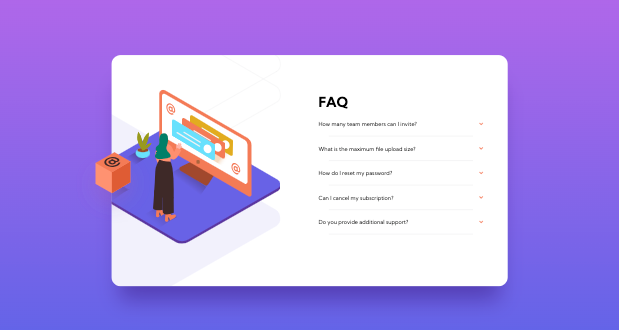 FAQ
How many team members can I invite?
What is the maximum file upload size?
How do I reset my password?
Can I cancel my subscription?
Do you provide additional support?